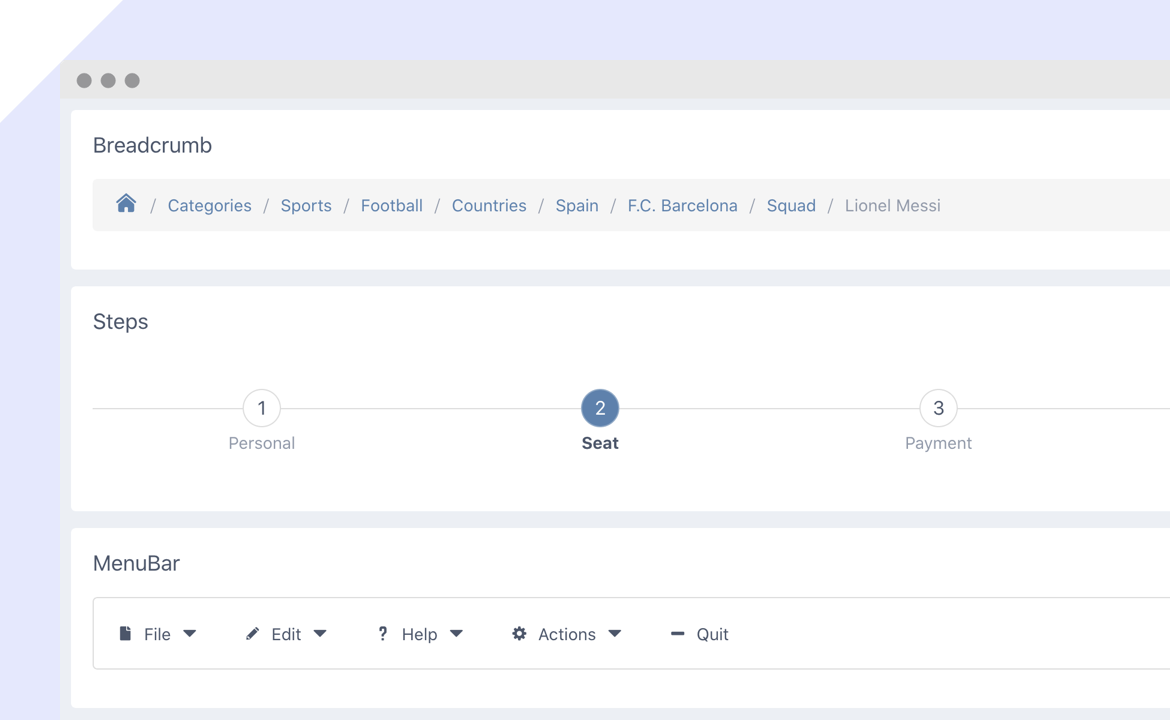 Breadcrumb
/ Categories / Sports / Football / Countries / Spain / F.C. Barcelona / Squad / Lionel Messi
Steps
1 2 3
Personal Seat Payment
MenuBar
File Edit ? Help Actions Quit